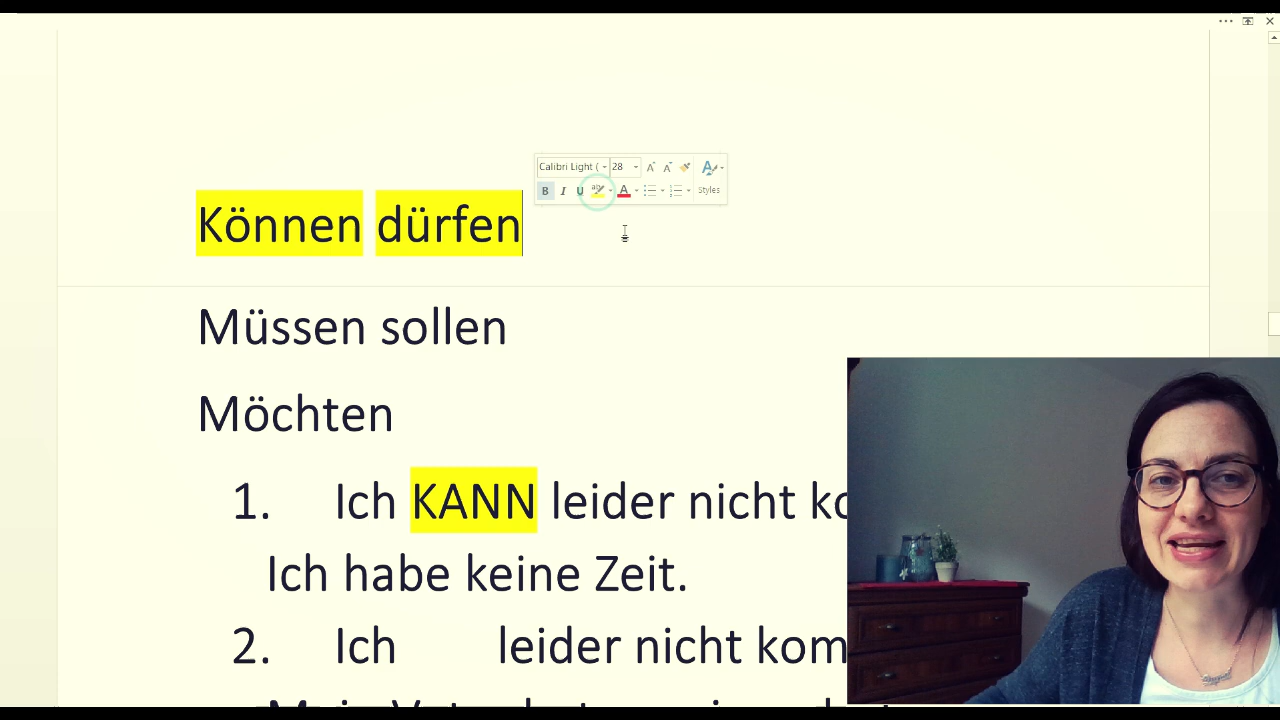 Calibri Light (
28
B I U A Styles
Können dürfen
Müssen sollen
Möchten
1. Ich KANN leider nicht
Ich habe keine Zeit.
2. Ich leider nicht kom